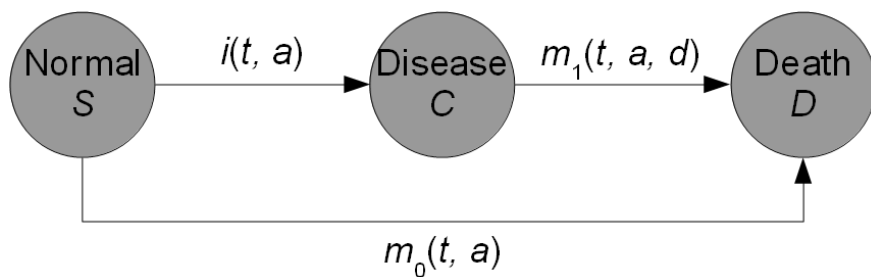 Normal
S
i(t, a)
Disease
C
m₁(t, a, d)
Death
D
m₀(t, a)